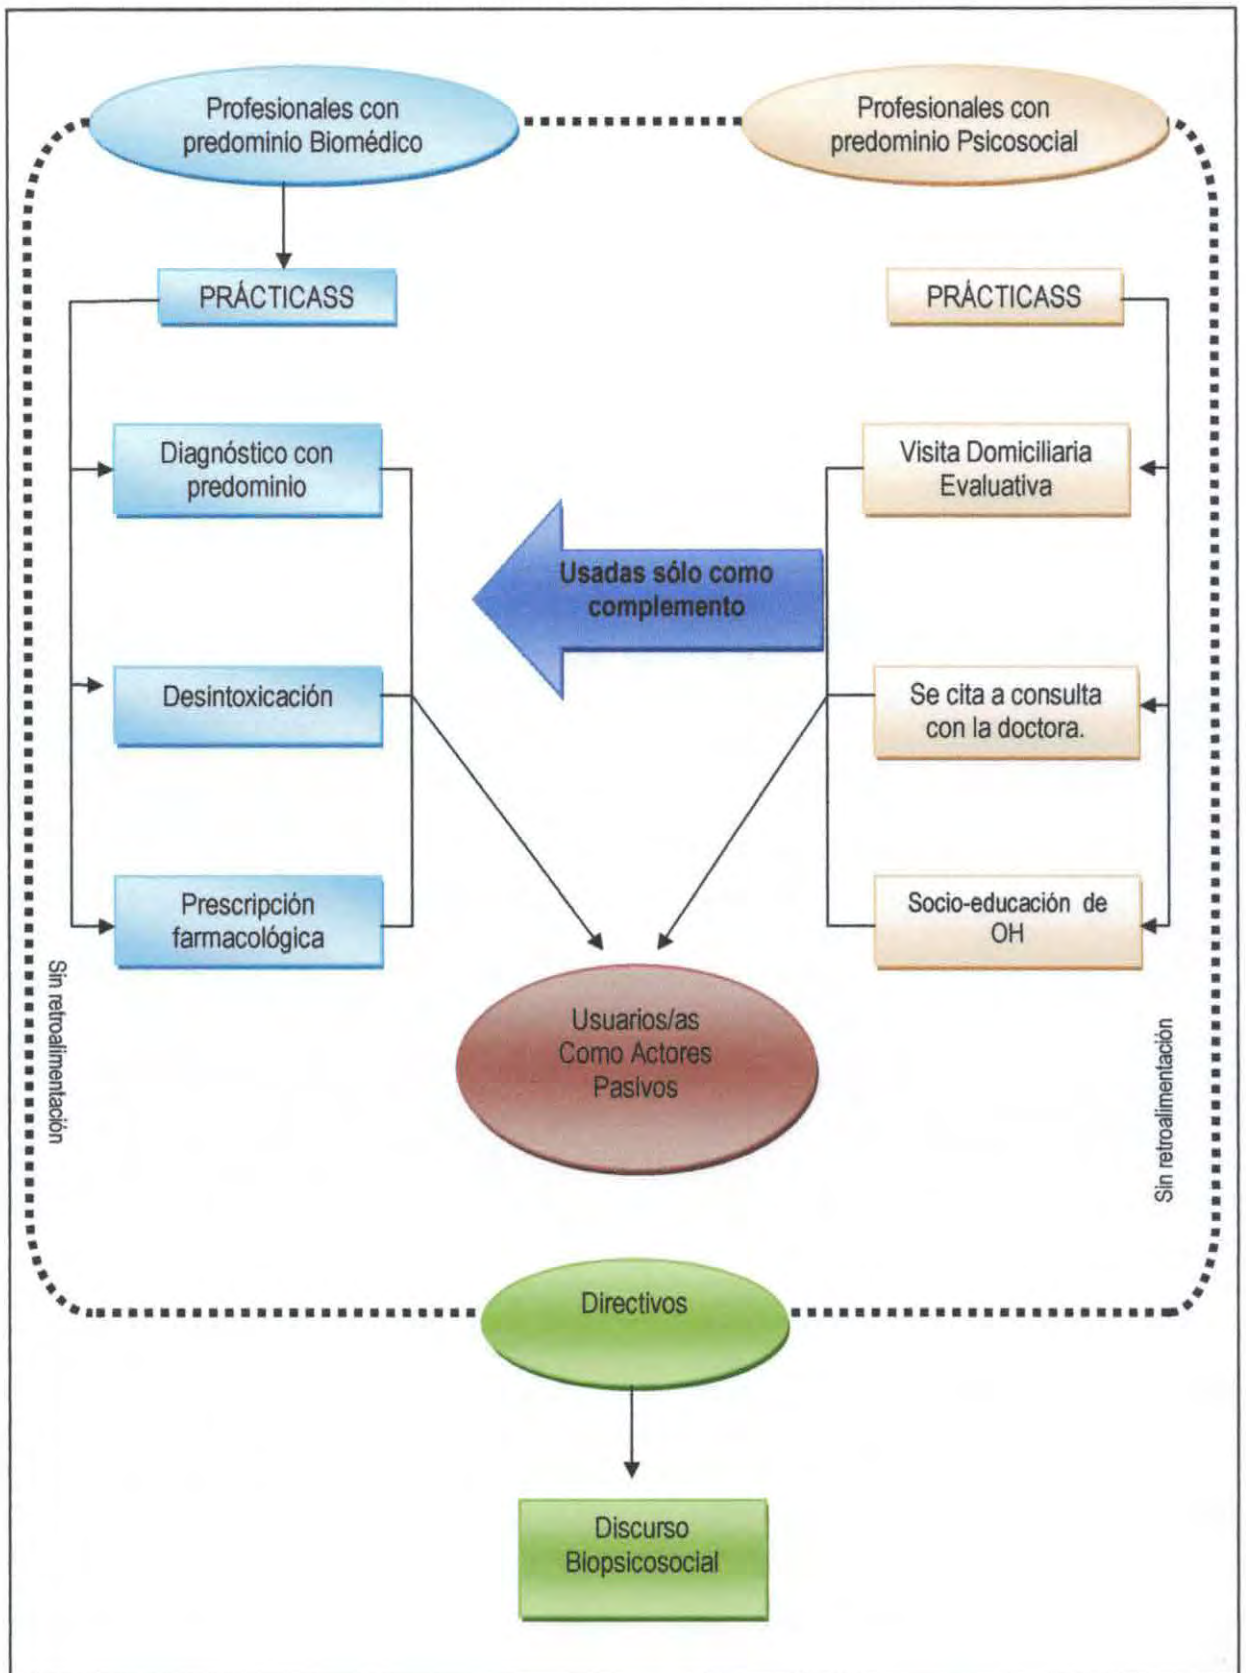 Profesionales con
predominio Biomédico
Profesionales con
predominio Psicosocial
PRÁCTICASS
PRÁCTICASS
Diagnóstico con
predominio
Visita Domiciliaria
Evaluativa
Usadas sólo como
complemento
Desintoxicación
Se cita a consulta
con la doctora.
Prescripción
farmacológica
Socio-educación de
OH
Sin retroalimentación
Usuarios/as
Como Actores
Pasivos
Sin retroalimentación
Directivos
Discurso
Biopsicosocial